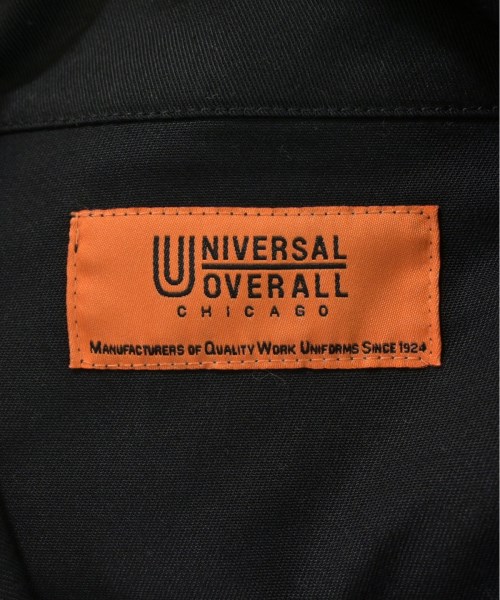 UNIVERSAL
OVERALL
CHICAGO
MANUFACTURERS OF QUALITY WORK UNIFORMS SINCE 1924